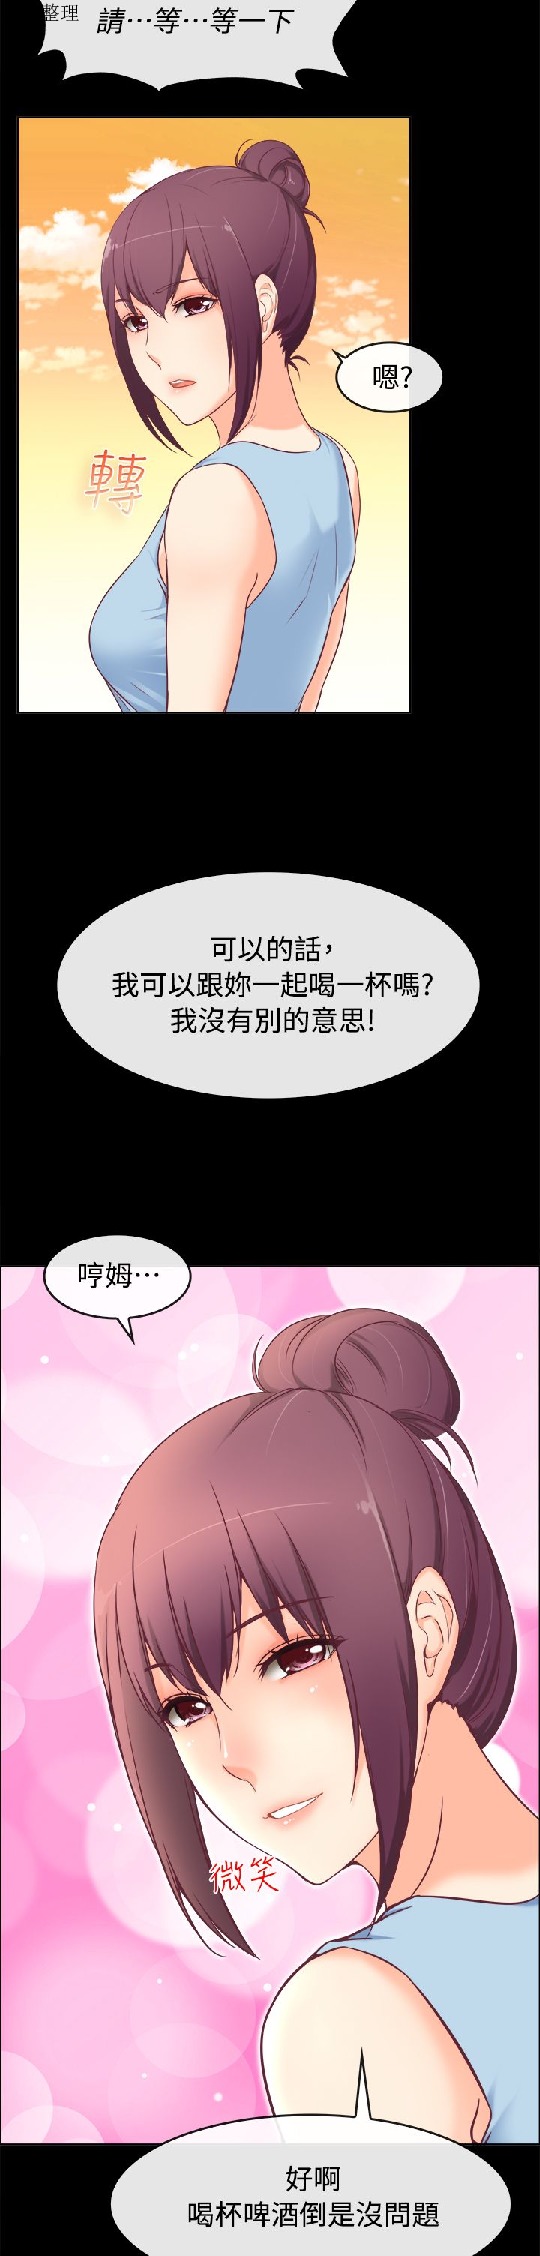 整理
請…等…等一下
嗯?
轉
可以的話,
我可以跟妳一起喝一杯嗎?
我沒有別的意思!
哼姆…
微笑
好啊
喝杯啤酒倒是沒問題